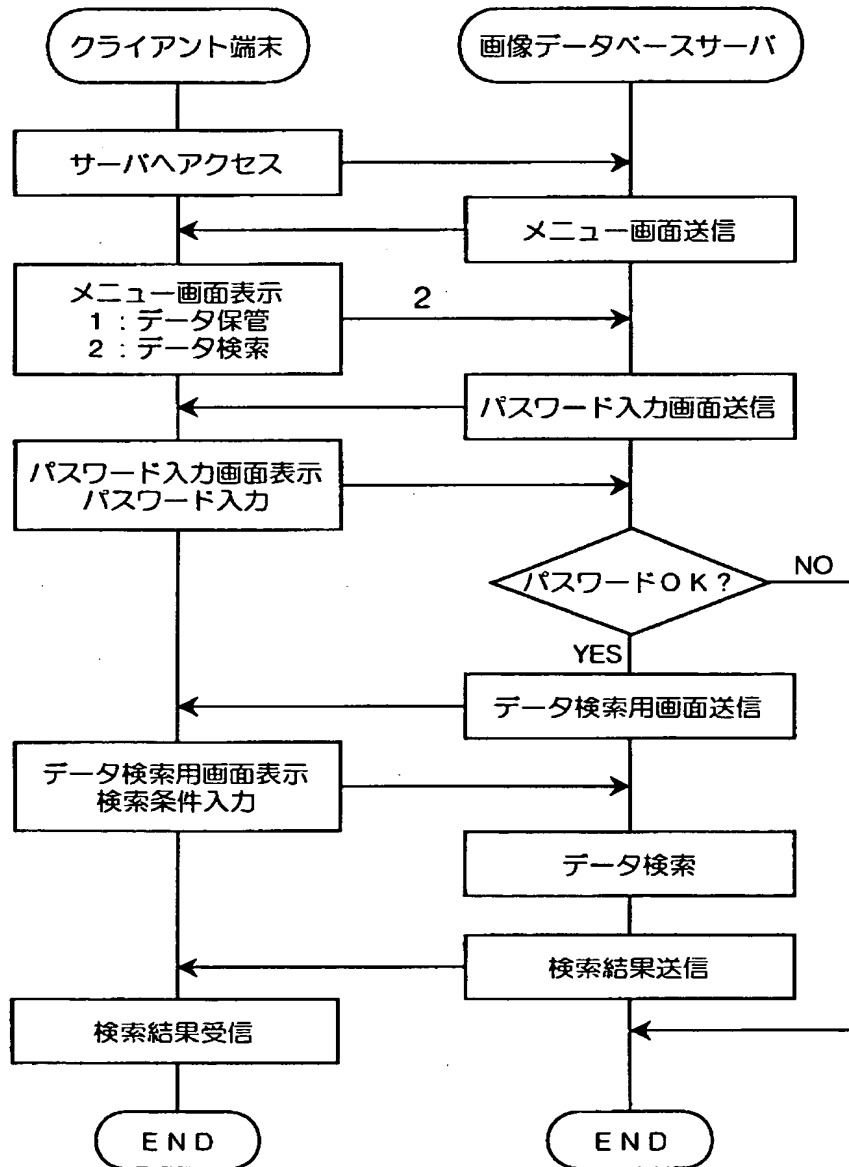 クライアント端末
画像データベースサーバ
サーバへアクセス
メニュー画面送信
メニュー画面表示
1：データ保管
2：データ検索
2
パスワード入力画面送信
パスワード入力画面表示
パスワード入力
パスワードOK?
NO
YES
データ検索用画面送信
データ検索用画面表示
検索条件入力
データ検索
検索結果送信
検索結果受信
END
END